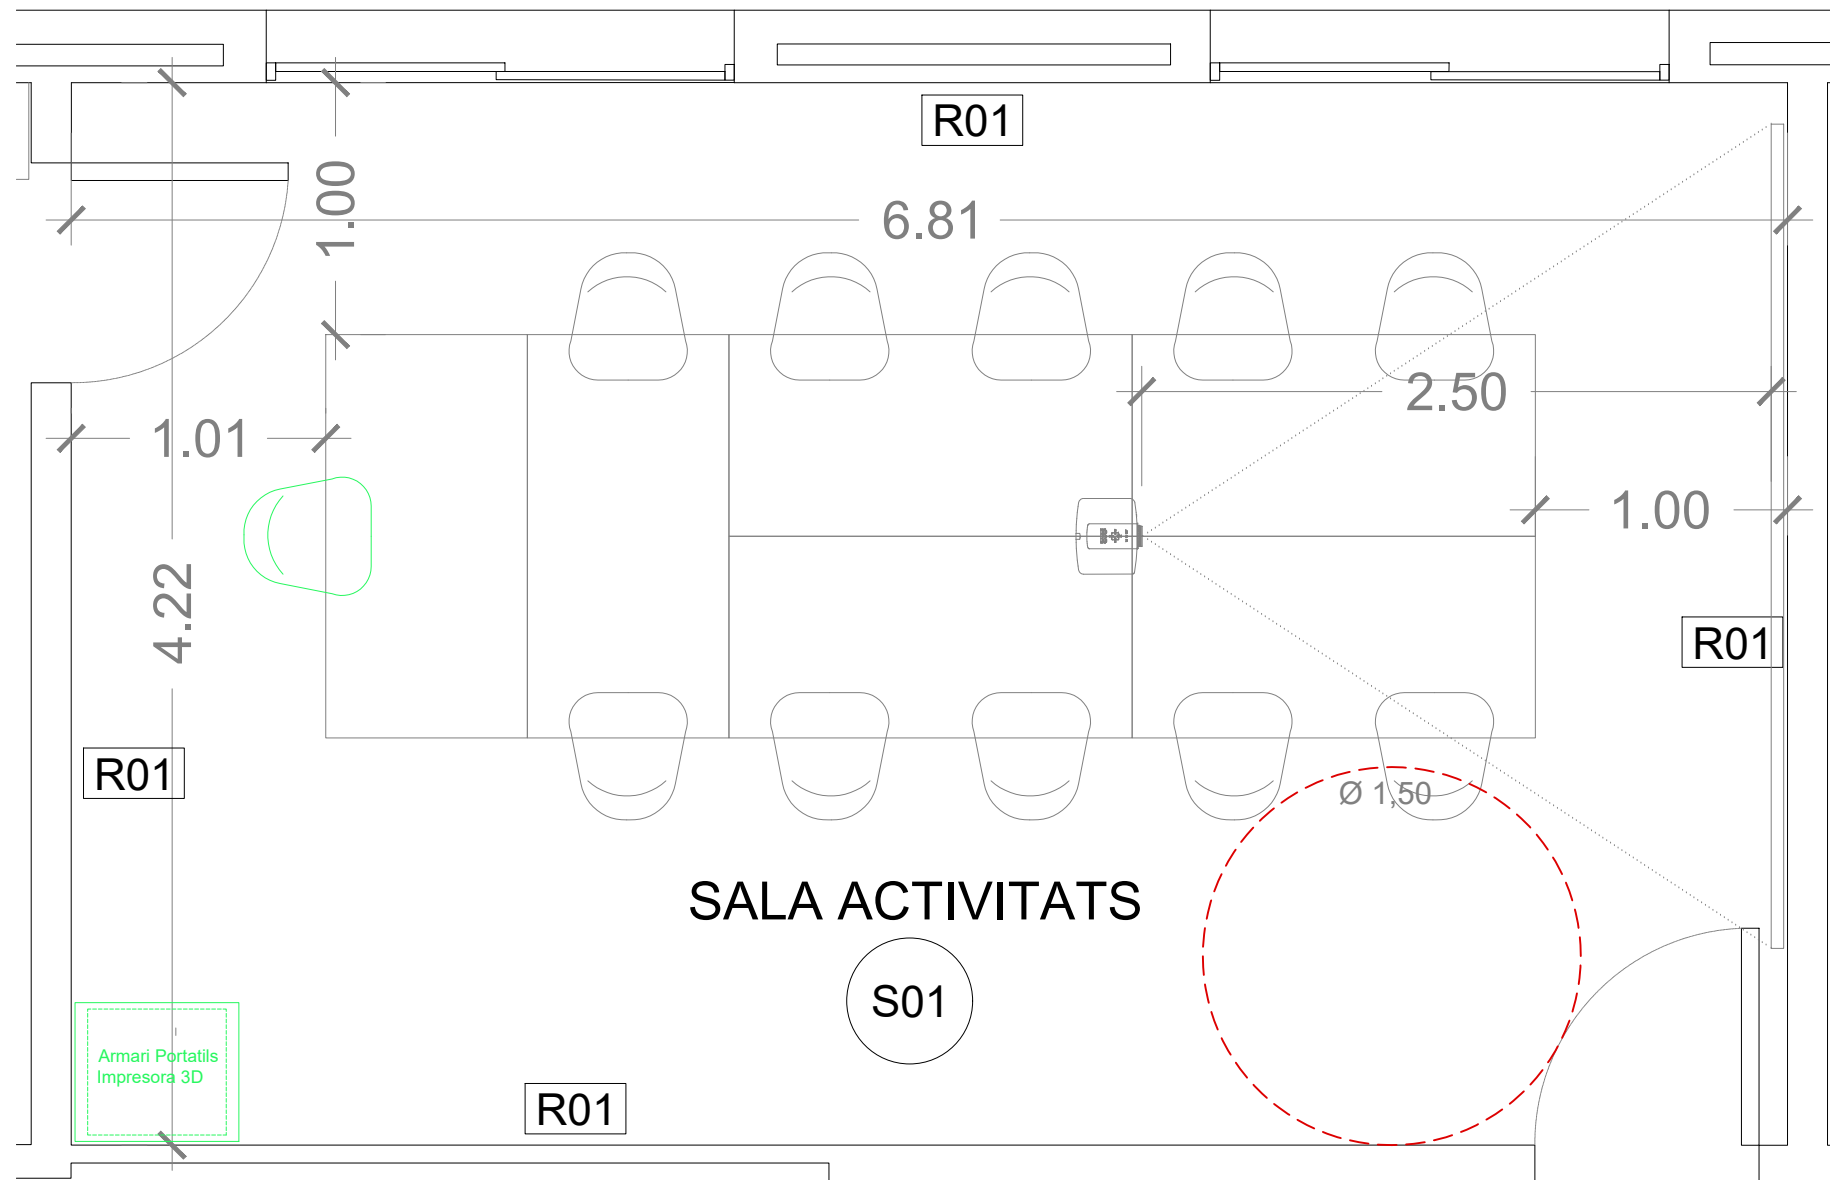 R01
1.00
6.81
2.50
1.01
1.00
4.22
R01
R01
Ø 1,50
SALA ACTIVITATS
S01
Armari Portatils
Impresora 3D
R01